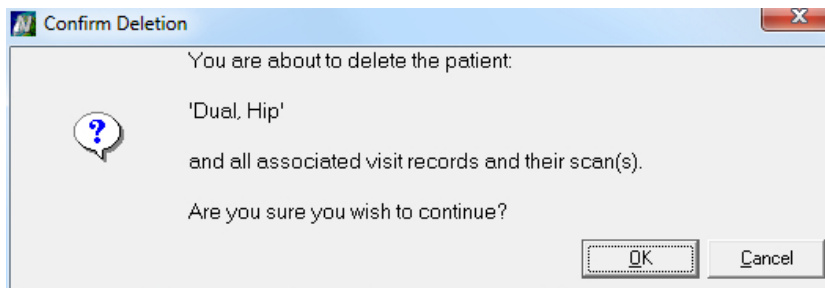 Confirm Deletion
You are about to delete the patient:
'Dual, Hip'
and all associated visit records and their scan(s).
Are you sure you wish to continue?
OK
Cancel